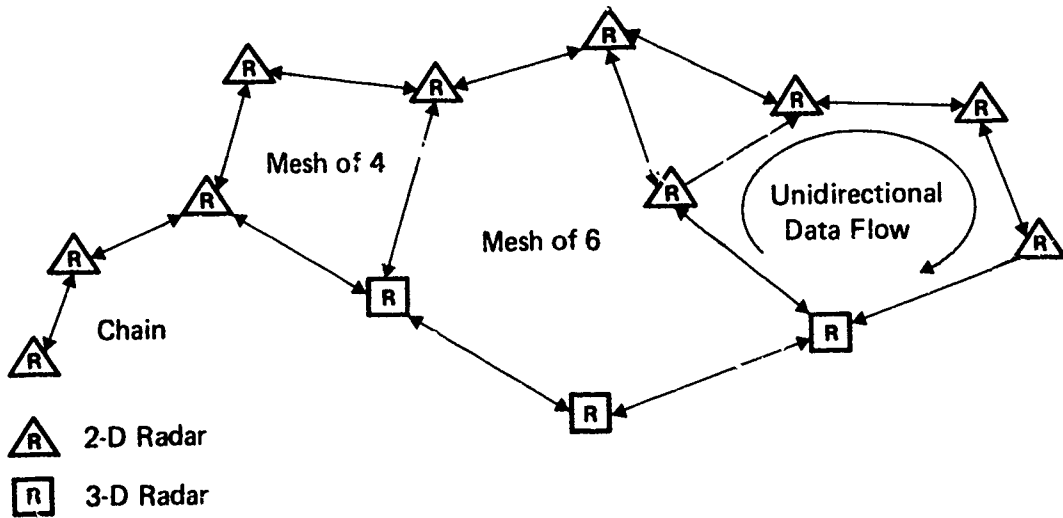 R
R
R
R
R
Mesh of 4
R
R
Unidirectional
Data Flow
R
Mesh of 6
R
R
R
Chain
R
R
R
R 2-D Radar
n 3-D Radar